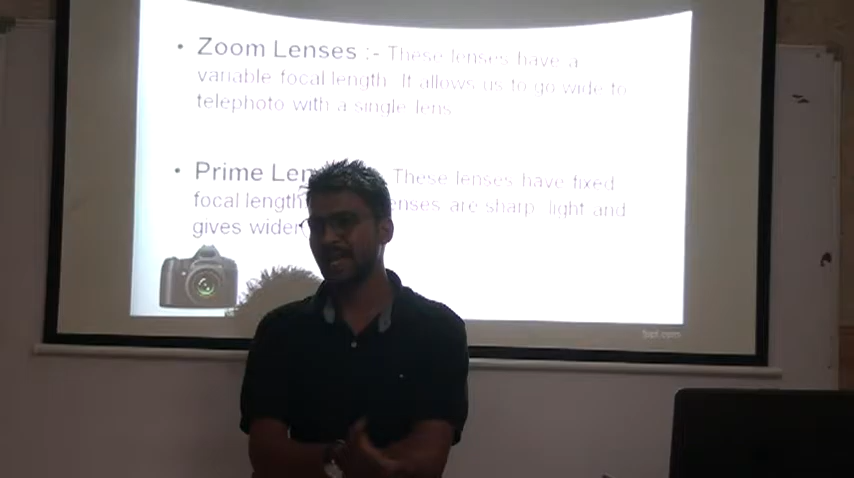 • Zoom Lenses :- These lenses have a
variable focal length. It allows us to go wide to
telephoto with a single lens
• Prime Len These lenses have fixed
focal length enses are sharp, light and
gives wider